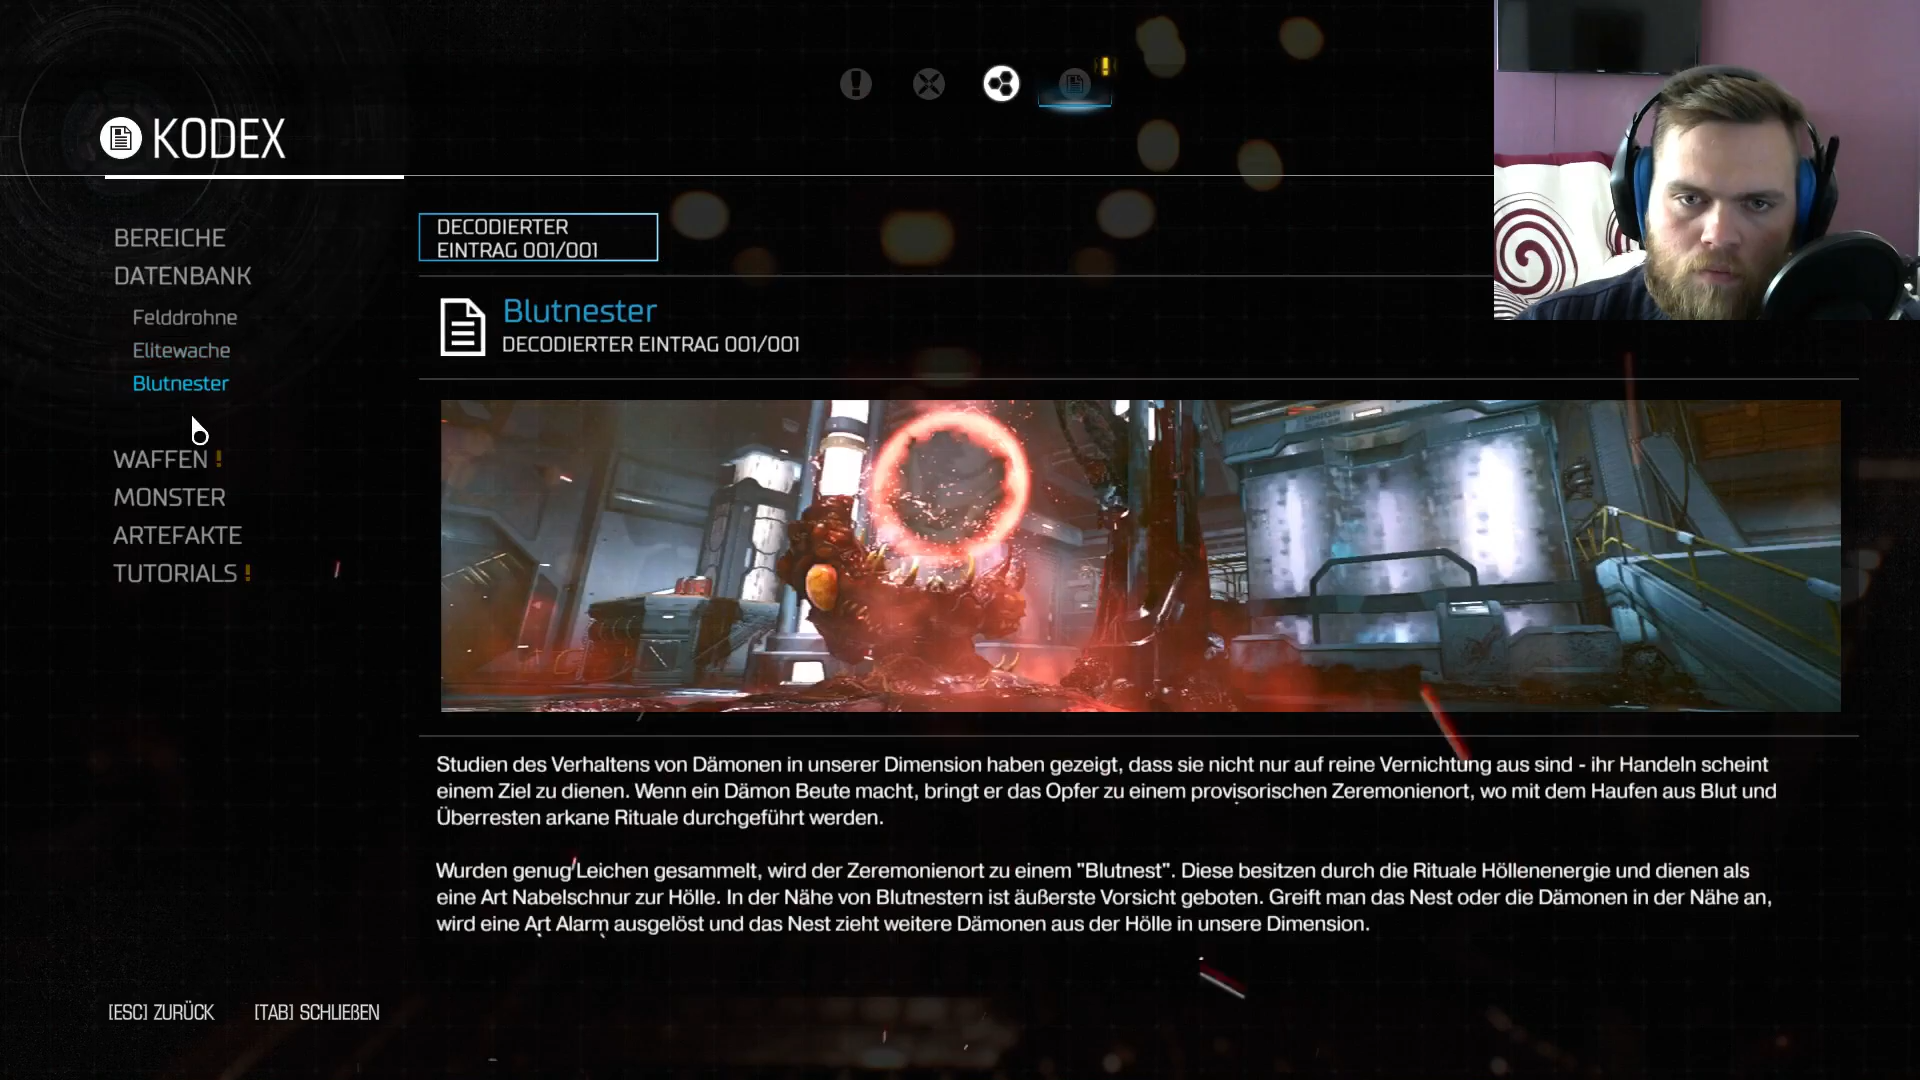 KODEX
BEREICHE
DATENBANK
Felddrohne
Elitewache
Blutnester
WAFFEN !
MONSTER
ARTEFAKTE
TUTORIALS !
DECODIERTER
EINTRAG 001/001
Blutnester
DECODIERTER EINTRAG 001/001
Studien des Verhaltens von Dämonen in unserer Dimension haben gezeigt, dass sie nicht nur auf reine Vernichtung aus sind - ihr Handeln scheint
einem Ziel zu dienen. Wenn ein Dämon Beute macht, bringt er das Opfer zu einem provisorischen Zeremonienort, wo mit dem Haufen aus Blut und
Überresten arkane Rituale durchgeführt werden.
Wurden genug Leichen gesammelt, wird der Zeremonienort zu einem "Blutnest". Diese besitzen durch die Rituale Höllenenergie und dienen als
eine Art Nabelschnur zur Hölle. In der Nähe von Blutnestern ist äußerste Vorsicht geboten. Greift man das Nest oder die Dämonen in der Nähe an,
wird eine Art Alarm ausgelöst und das Nest zieht weitere Dämonen aus der Hölle in unsere Dimension.
[ESC] ZURÜCK [TAB] SCHLIEßEN